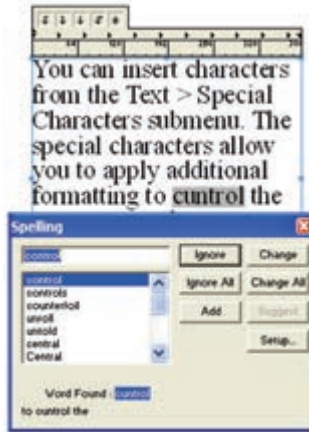 You can insert characters
from the Text > Special
Characters submenu. The
special characters allow
you to apply additional
formatting to cuntrol the
Spelling
control
Ignore
Change
control
controls
counterfoil
unroll
untold
central
Central
Ignore All
Change All
Add
Suggest
Setup...
Word Found : cuntrol
to cuntrol the